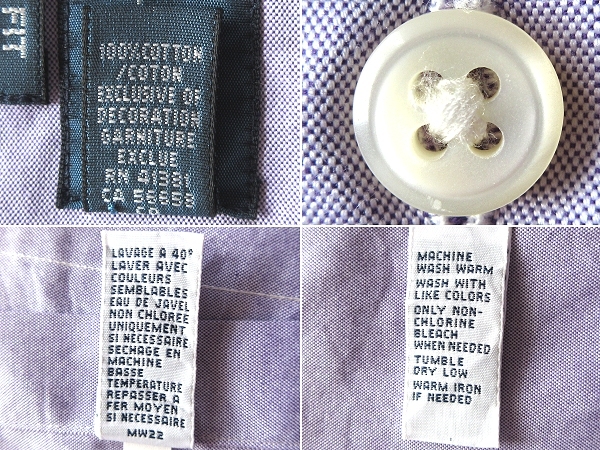 FIT
100%COTTON
/COTON
EXCLUSIVE OF
DECORATION
GARNITURE
EXCLUE
RN 41381
LAVAGE A 40°
LAVER AVEC
COULEURS
SEMBLABLES
EAU DE JAVEL
NON CHLOREE
UNIQUEMENT
SI NECESSAIRE
SECHAGE EN
MACHINE
BASSE
TEMPERATURE
REPASSER A
FER MOYEN
SI NECESSAIRE
MW22
MACHINE
WASH WARM
WASH WITH
LIKE COLORS
ONLY NON-
CHLORINE
BLEACH
WHEN NEEDED
TUMBLE
DRY LOW
WARM IRON
IF NEEDED